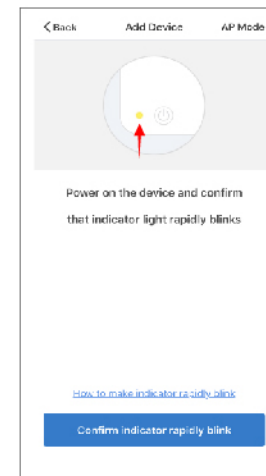 Back Add Device AP Mode
Power on the device and confirm
that indicator light rapidly blinks
How to make indicator rapidly blink
Confirm indicator rapidly blink